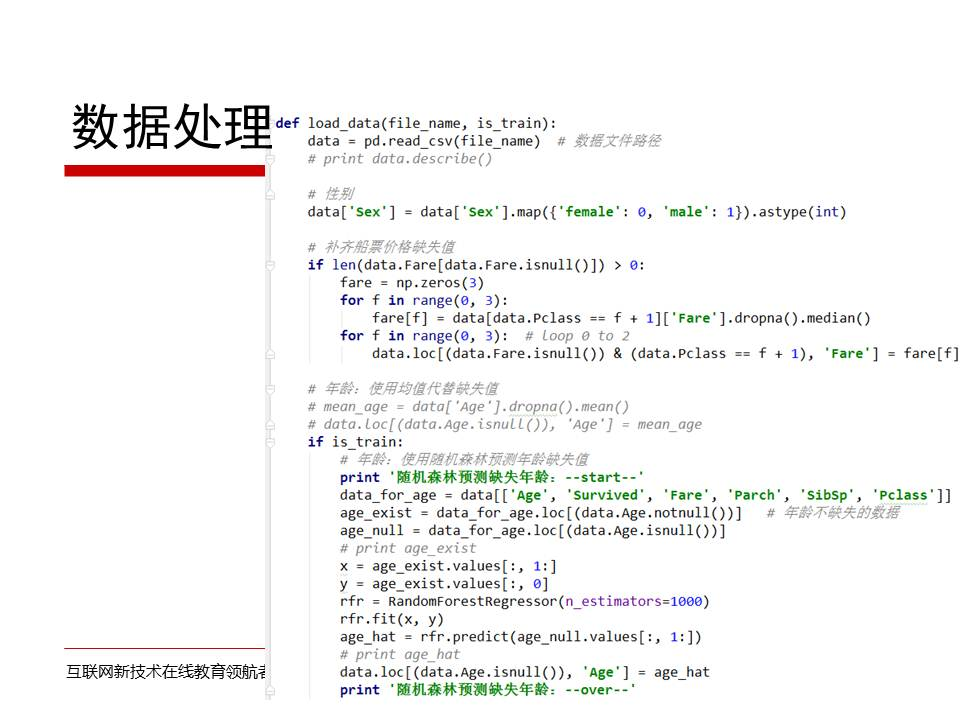 数据处理
def load_data(file_name, is_train):
    data = pd.read_csv(file_name)  # 数据文件路径
    # print data.describe()
    # 性别
    data['Sex'] = data['Sex'].map({'female': 0, 'male': 1}).astype(int)
    # 补齐船票价格缺失值
    if len(data.Fare[data.Fare.isnull()]) > 0:
        fare = np.zeros(3)
        for f in range(0, 3):
            fare[f] = data[data.Pclass == f + 1]['Fare'].dropna().median()
        for f in range(0, 3):  # loop 0 to 2
            data.loc[(data.Fare.isnull()) & (data.Pclass == f + 1), 'Fare'] = fare[f]
    # 年龄：使用均值代替缺失值
    # mean_age = data['Age'].dropna().mean()
    # data.loc[(data.Age.isnull()), 'Age'] = mean_age
    if is_train:
        # 年龄：使用随机森林预测年龄缺失值
        print '随机森林预测缺失年龄：--start--'
        data_for_age = data[['Age', 'Survived', 'Fare', 'Parch', 'SibSp', 'Pclass']]
        age_exist = data_for_age.loc[(data.Age.notnull())]   # 年龄不缺失的数据
        age_null = data_for_age.loc[(data.Age.isnull())]
        # print age_exist
        x = age_exist.values[:, 1:]
        y = age_exist.values[:, 0]
        rfr = RandomForestRegressor(n_estimators=1000)
        rfr.fit(x, y)
        age_hat = rfr.predict(age_null.values[:, 1:])
        # print age_hat
        data.loc[(data.Age.isnull()), 'Age'] = age_hat
        print '随机森林预测缺失年龄：--over--'
互联网新技术在线教育领航者